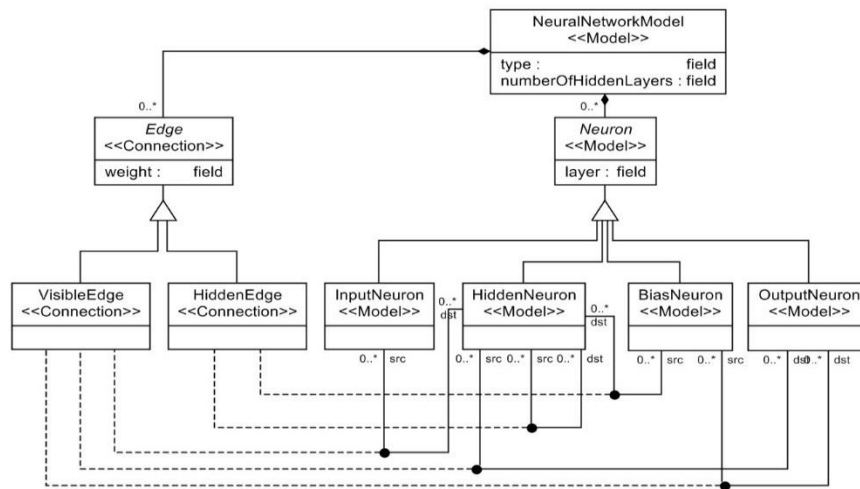 NeuralNetworkModel
<<Model>>
type : field
numberOfHiddenLayers : field
0..*
0..*
Edge
<<Connection>>
weight : field
Neuron
<<Model>>
layer : field
VisibleEdge
<<Connection>>
HiddenEdge
<<Connection>>
InputNeuron
<<Model>>
0..*
dst
HiddenNeuron
<<Model>>
0..*
dst
BiasNeuron
<<Model>>
OutputNeuron
<<Model>>
0..* src
0..* src
0..* src
0..* dst
0..* src
0..* src
0..* dst
0..* dst